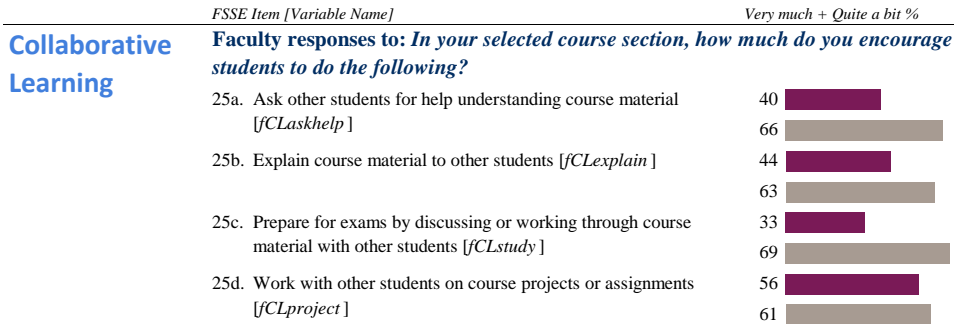 FSSE Item [Variable Name] Very much + Quite a bit %
Collaborative
Learning
Faculty responses to: In your selected course section, how much do you encourage
students to do the following?
25a. Ask other students for help understanding course material
[fCLaskhelp]
40
66
25b. Explain course material to other students [fCLexplain]
44
63
25c. Prepare for exams by discussing or working through course
material with other students [fCLstudy]
33
69
25d. Work with other students on course projects or assignments
[fCLproject]
56
61